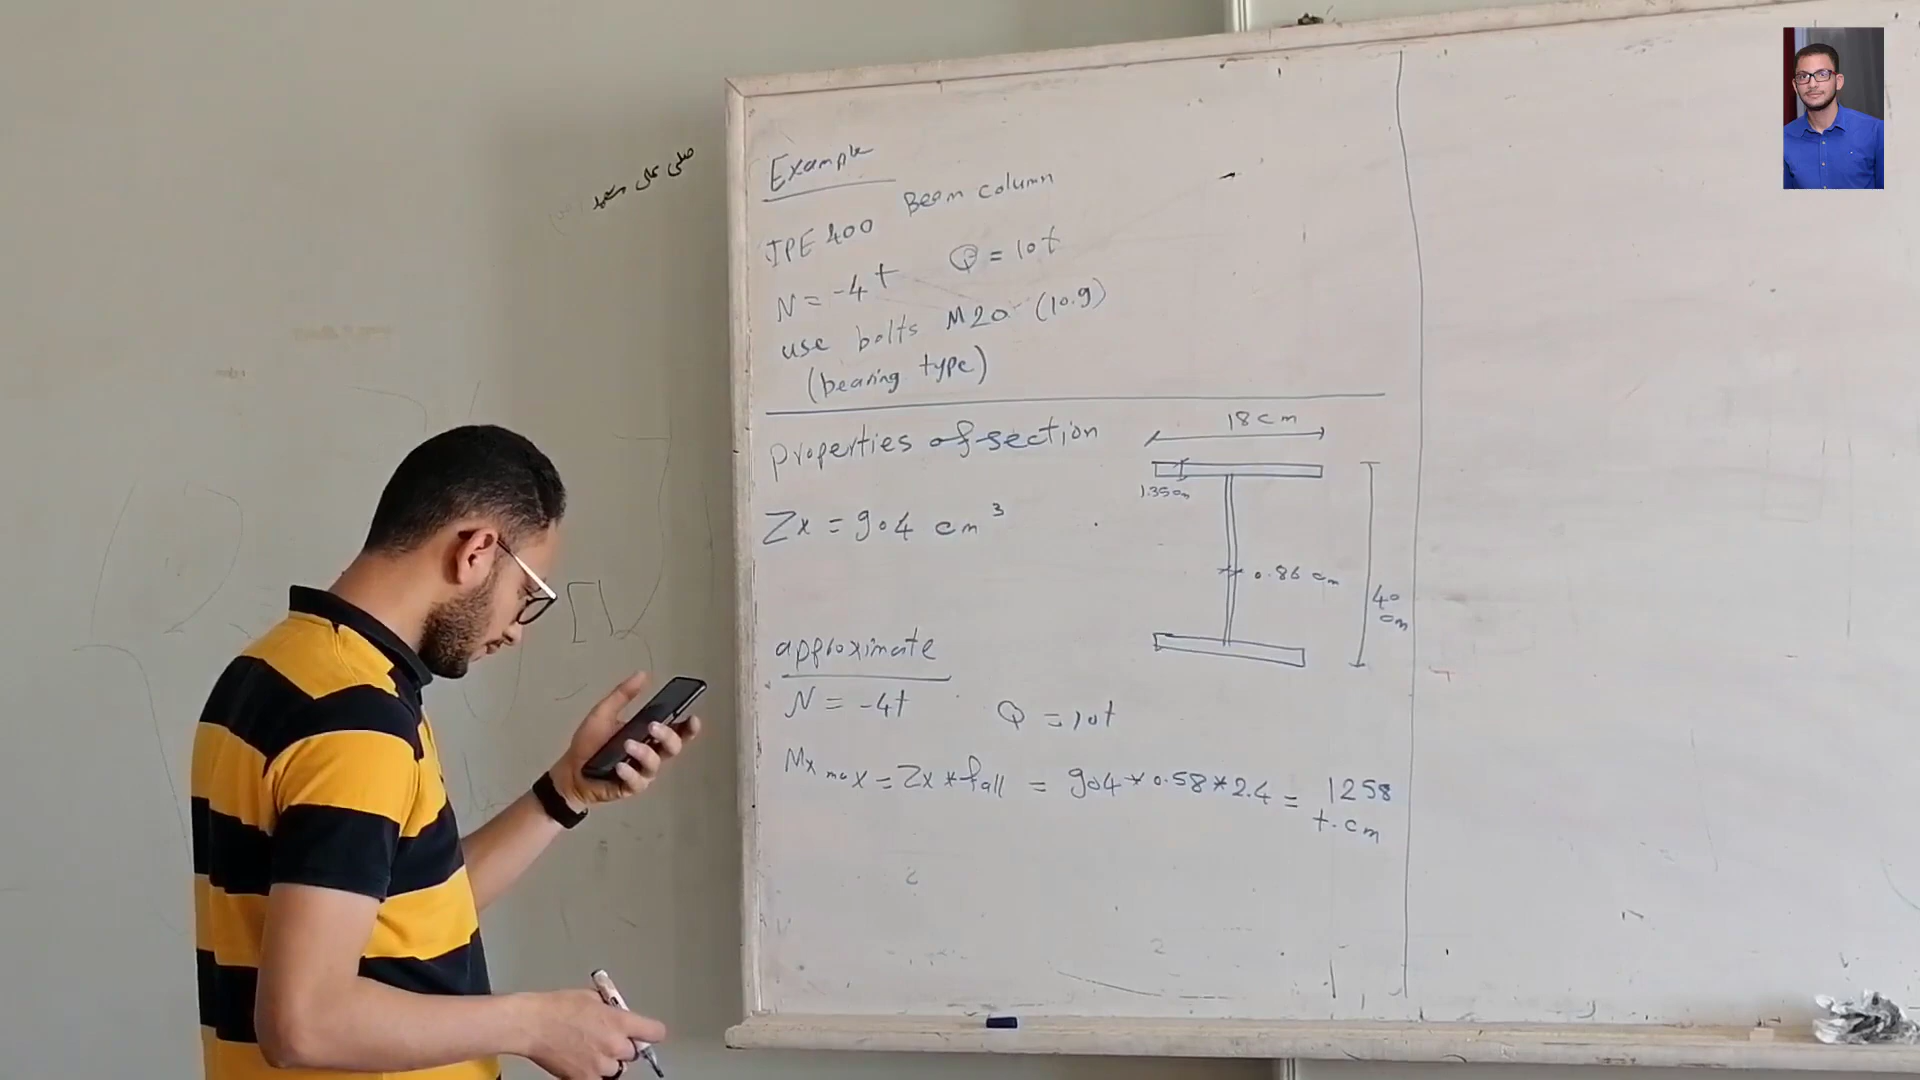 صلى على محمد
Example
IPE 400 Beam column
N = -4t Q = 10t
use bolts M20 (10.9)
(bearing type)
properties of section
18 cm
1.35 cm
Zx = 904 cm³
0.86 cm
40 cm
approximate
N = -4t Q = 10t
Mx max = Zx * fall = 904 * 0.58 * 2.4 = 1258
t.cm